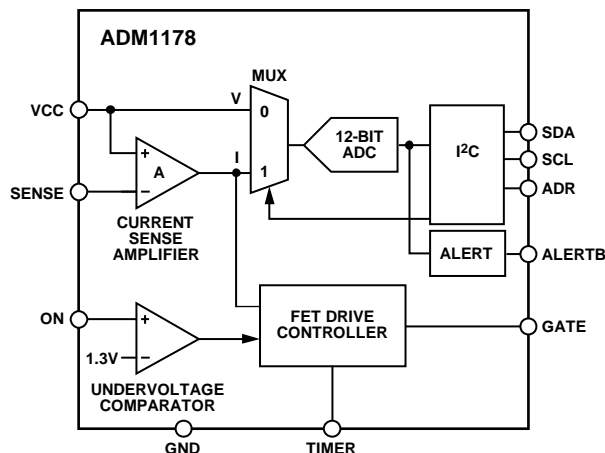 ADM1178
MUX
VCC
V
0
12-BIT
ADC
I²C
SDA
SCL
ADR
I
1
+
A
−
SENSE
CURRENT
SENSE
AMPLIFIER
ALERT
ALERTB
ON
+
1.3V
−
FET DRIVE
CONTROLLER
GATE
UNDERVOLTAGE
COMPARATOR
GND
TIMER